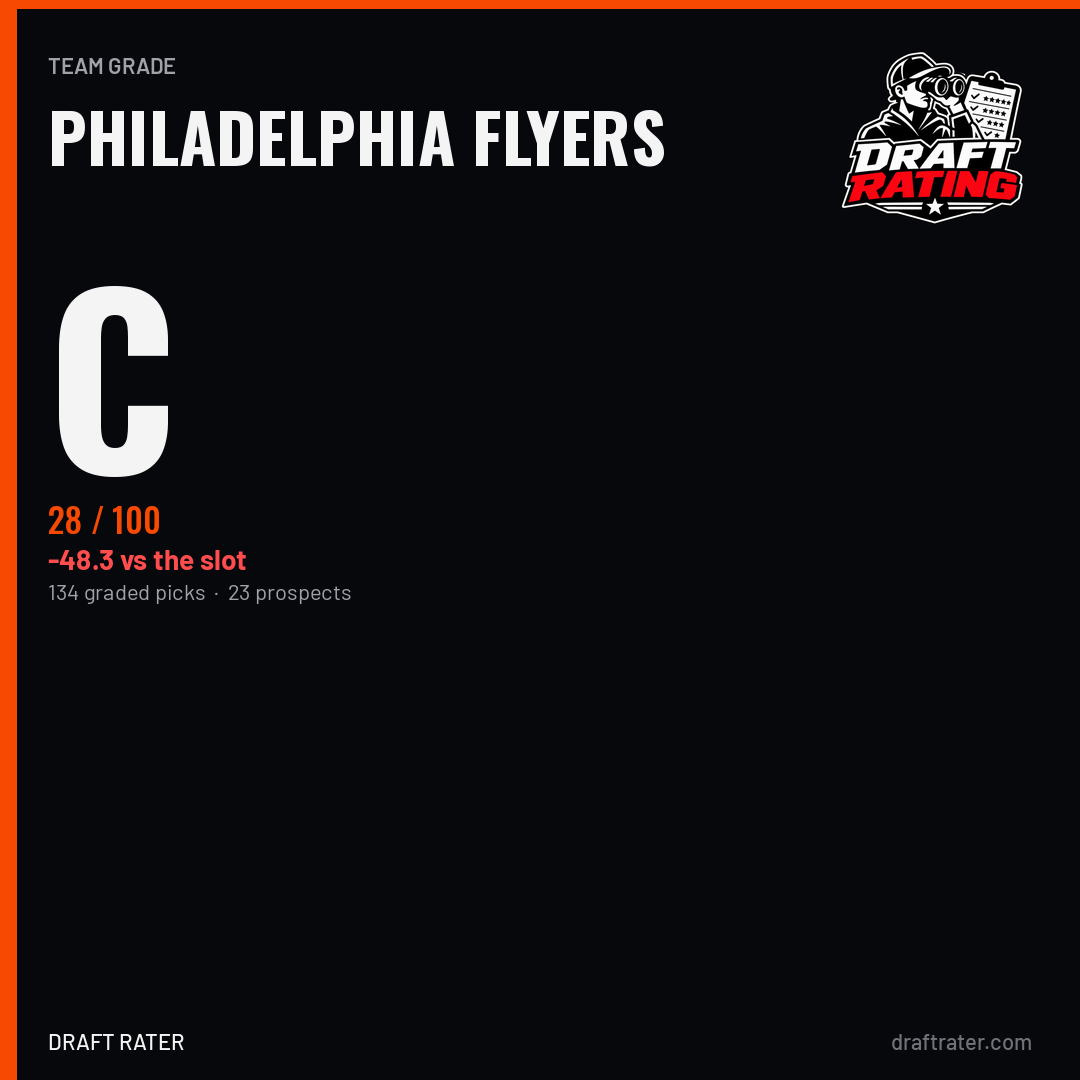 TEAM GRADE
PHILADELPHIA FLYERS
DRAFT
RATING
C
28 / 100
-48.3 vs the slot
134 graded picks · 23 prospects
DRAFT RATER
draftrater.com